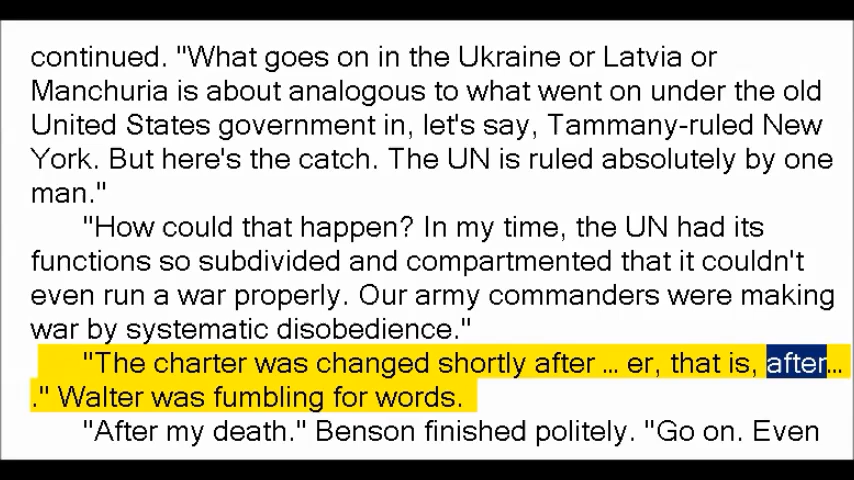 continued. "What goes on in the Ukraine or Latvia or
Manchuria is about analogous to what went on under the old
United States government in, let's say, Tammany-ruled New
York. But here's the catch. The UN is ruled absolutely by one
man."
"How could that happen? In my time, the UN had its
functions so subdivided and compartmented that it couldn't
even run a war properly. Our army commanders were making
war by systematic disobedience."
"The charter was changed shortly after ... er, that is, after...
." Walter was fumbling for words.
"After my death." Benson finished politely. "Go on. Even